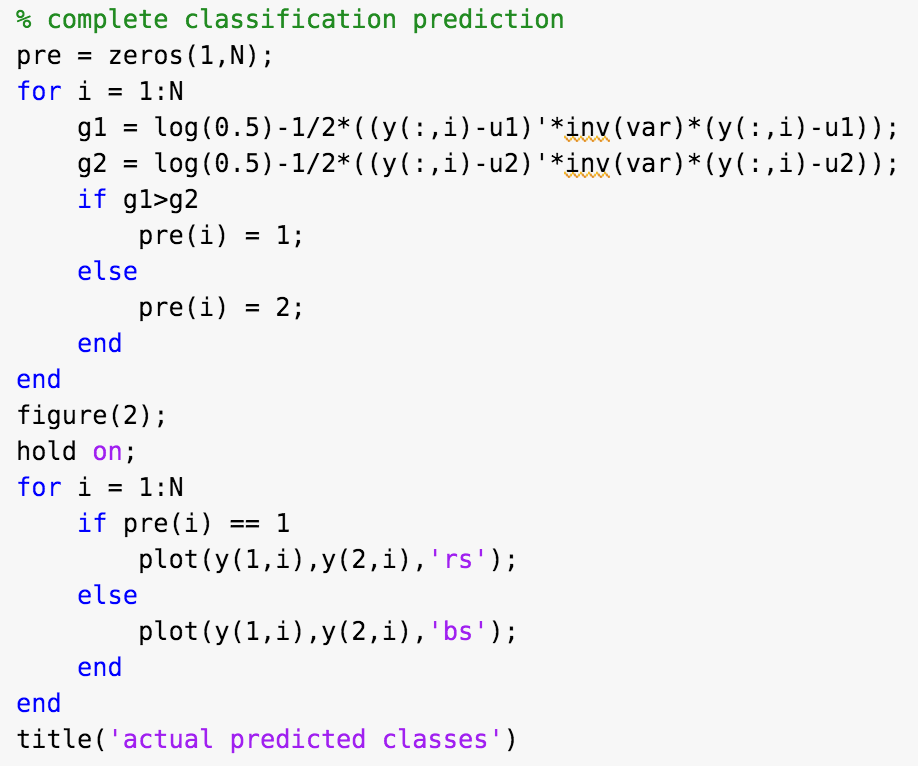 % complete classification prediction
pre = zeros(1,N);
for i = 1:N
    g1 = log(0.5)-1/2*((y(:,i)-u1)'*inv(var)*(y(:,i)-u1));
    g2 = log(0.5)-1/2*((y(:,i)-u2)'*inv(var)*(y(:,i)-u2));
    if g1>g2
        pre(i) = 1;
    else
        pre(i) = 2;
    end
end
figure(2);
hold on;
for i = 1:N
    if pre(i) == 1
        plot(y(1,i),y(2,i),'rs');
    else
        plot(y(1,i),y(2,i),'bs');
    end
end
title('actual predicted classes')